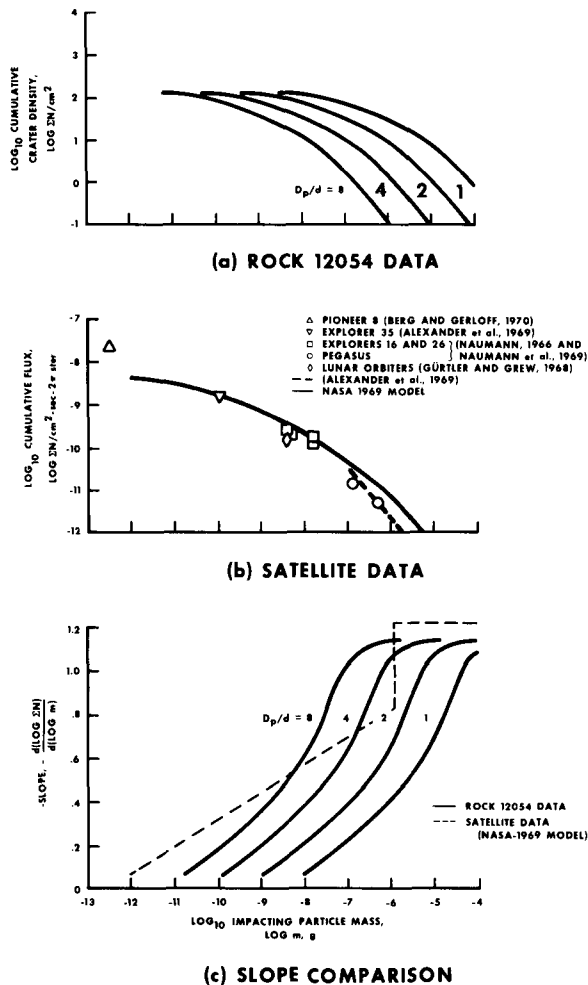 LOG₁₀ CUMULATIVE
CRATER DENSITY,
LOG ΣN/cm²
4
3
2
1
0
-1
Dp/d = 8
4
2
1
(a) ROCK 12054 DATA
LOG₁₀ CUMULATIVE FLUX,
LOG ΣN/cm²-sec-2π ster
-7
-8
-9
-10
-11
-12
△ PIONEER 8 (BERG AND GERLOFF, 1970)
▽ EXPLORER 35 (ALEXANDER et al., 1969)
□ EXPLORERS 16 AND 26 } (NAUMANN, 1966 AND
○ PEGASUS } NAUMANN et al., 1969)
◇ LUNAR ORBITERS (GÜRTLER AND GREW, 1968)
-- (ALEXANDER et al., 1969)
— NASA 1969 MODEL
(b) SATELLITE DATA
-SLOPE, - d(LOG ΣN)
d(LOG m)
1.2
1.0
.8
.6
.4
.2
0
Dp/d = 8
4
2
1
— ROCK 12054 DATA
--- SATELLITE DATA
(NASA-1969 MODEL)
-13 -12 -11 -10 -9 -8 -7 -6 -5 -4
LOG₁₀ IMPACTING PARTICLE MASS,
LOG m, g
(c) SLOPE COMPARISON